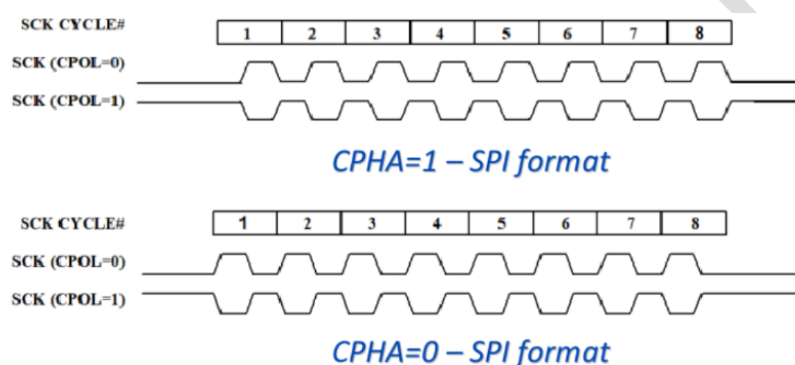 SCK CYCLE# 1 2 3 4 5 6 7 8
SCK (CPOL=0)
SCK (CPOL=1)
CPHA=1 – SPI format
SCK CYCLE# 1 2 3 4 5 6 7 8
SCK (CPOL=0)
SCK (CPOL=1)
CPHA=0 – SPI format